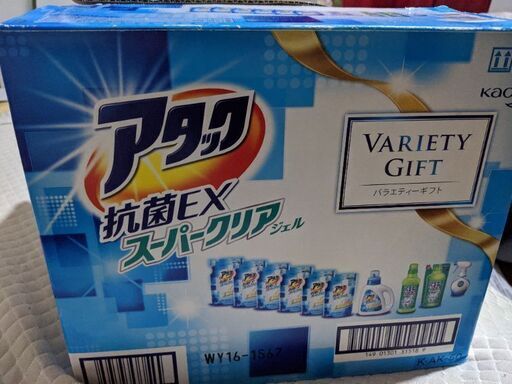 アタック
抗菌EX
スーパークリア
ジェル
Kao
VARIETY
GIFT
バラエティーギフト
WY16-1567